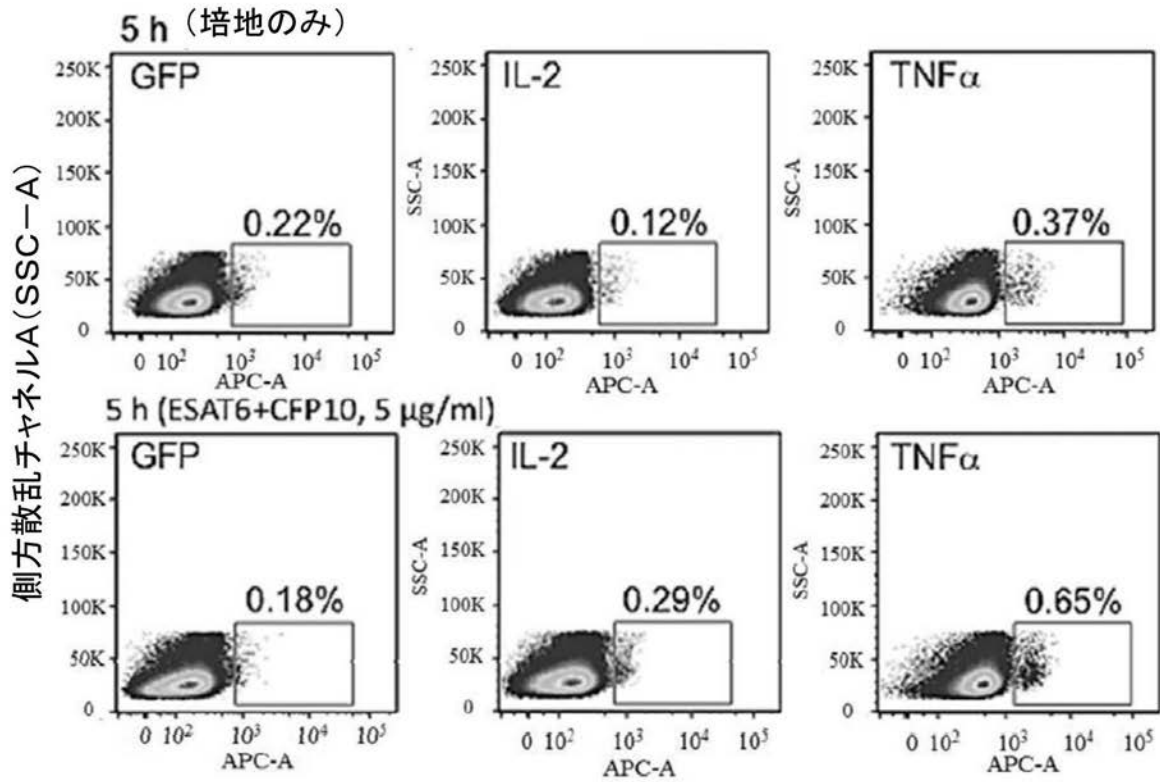 5 h (培地のみ)
側方散乱チャネルA(SSC-A)
GFP
250K
200K
150K
100K
50K
0
0.22%
0 10² 10³ 10⁴ 10⁵
APC-A
IL-2
SSC-A
250K
200K
150K
100K
50K
0
0.12%
0 10² 10³ 10⁴ 10⁵
APC-A
TNFα
SSC-A
250K
200K
150K
100K
50K
0
0.37%
0 10² 10³ 10⁴ 10⁵
APC-A
5 h (ESAT6+CFP10, 5 µg/ml)
GFP
250K
200K
150K
100K
50K
0
0.18%
0 10² 10³ 10⁴ 10⁵
APC-A
IL-2
SSC-A
250K
200K
150K
100K
50K
0
0.29%
0 10² 10³ 10⁴ 10⁵
APC-A
TNFα
SSC-A
250K
200K
150K
100K
50K
0
0.65%
0 10² 10³ 10⁴ 10⁵
APC-A